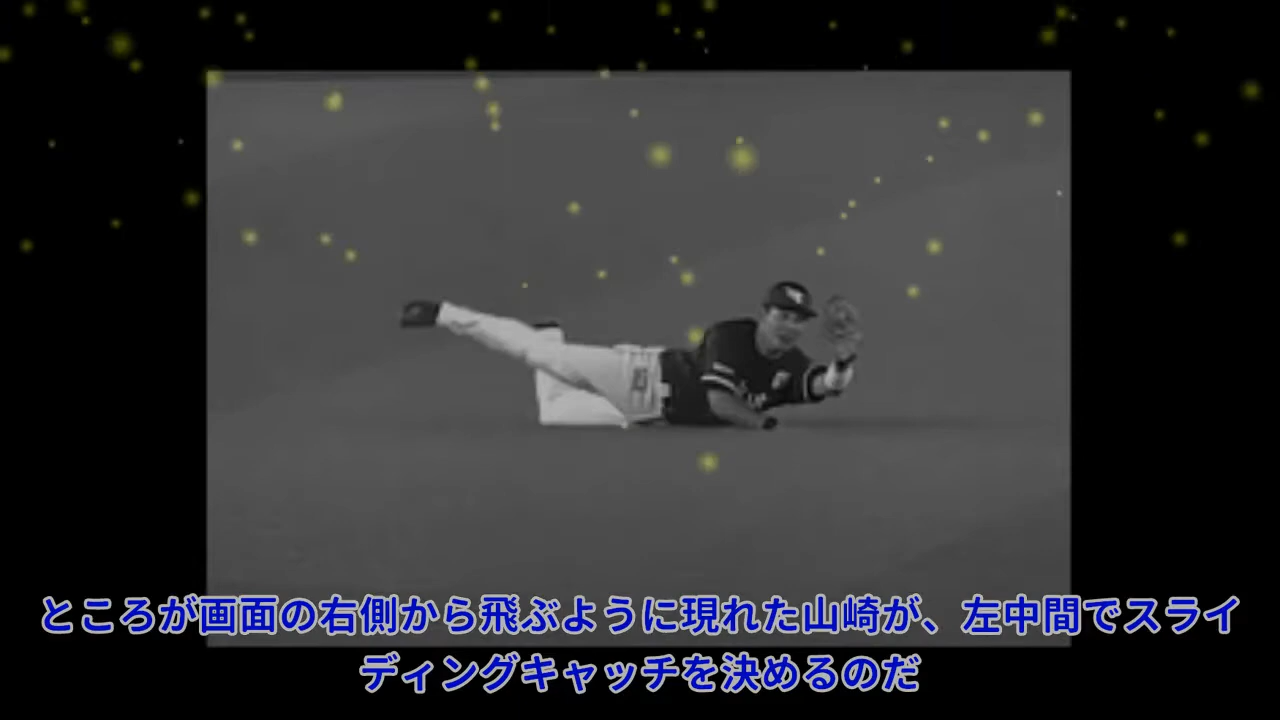 ところが画面の右側から飛ぶように現れた山崎が、左中間でスライ
ディングキャッチを決めるのだ